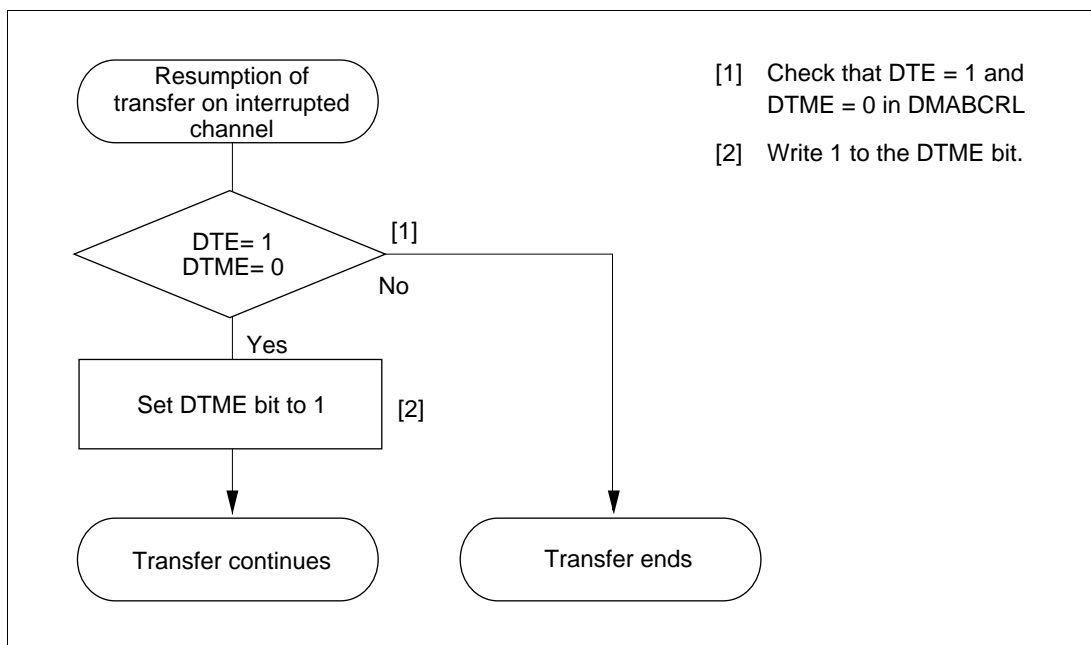 Resumption of
transfer on interrupted
channel
[1] Check that DTE = 1 and
DTME = 0 in DMABCRL
[2] Write 1 to the DTME bit.
DTE= 1
DTME= 0
[1]
No
Yes
Set DTME bit to 1
[2]
Transfer continues
Transfer ends